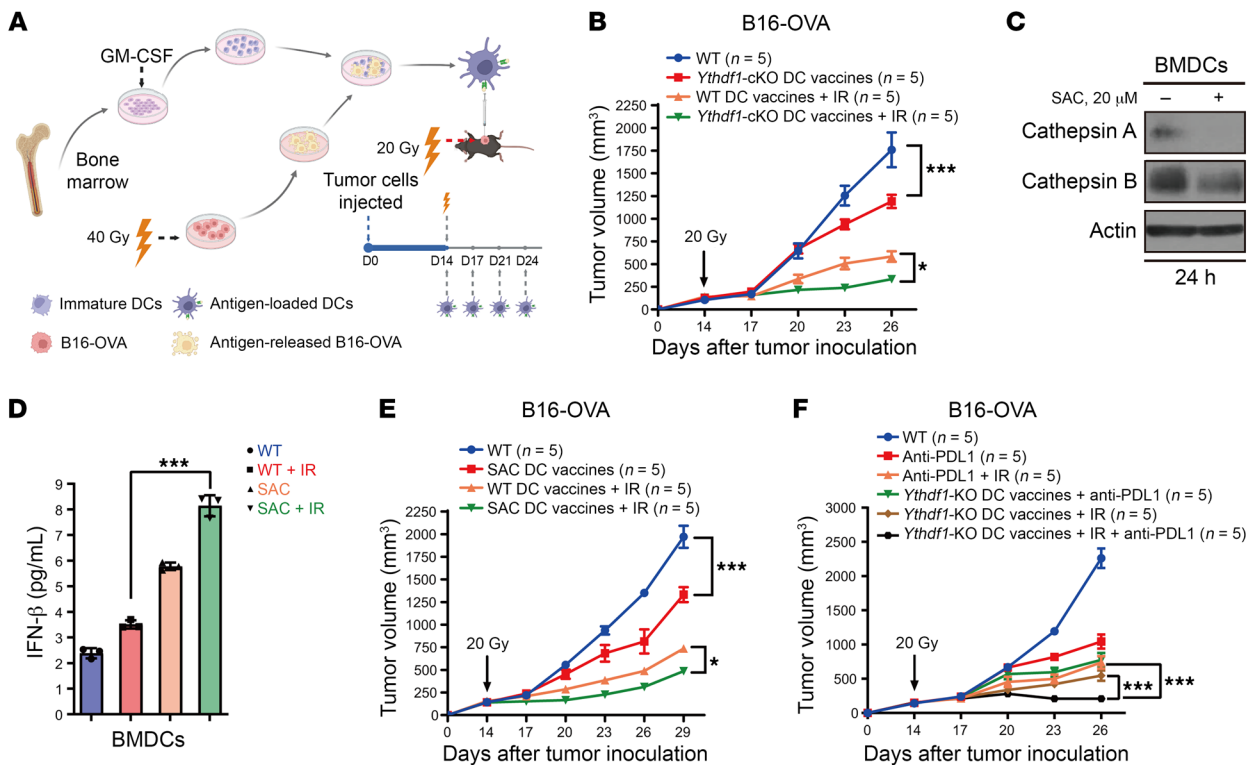 A
GM-CSF
Bone
marrow
40 Gy
20 Gy
Tumor cells
injected
D0
D14
D17
D21
D24
Immature DCs
Antigen-loaded DCs
B16-OVA
Antigen-released B16-OVA
B
B16-OVA
WT (n = 5)
Ythdf1-cKO DC vaccines (n = 5)
WT DC vaccines + IR (n = 5)
Ythdf1-cKO DC vaccines + IR (n = 5)
Tumor volume (mm³)
2250
2000
1750
1500
1250
1000
750
500
250
0
20 Gy
***
*
0 14 17 20 23 26
Days after tumor inoculation
C
BMDCs
SAC, 20 μM – +
Cathepsin A
Cathepsin B
Actin
24 h
D
IFN-β (pg/mL)
9
8
7
6
5
4
3
2
1
0
***
WT
WT + IR
SAC
SAC + IR
BMDCs
E
B16-OVA
WT (n = 5)
SAC DC vaccines (n = 5)
WT DC vaccines + IR (n = 5)
SAC DC vaccines + IR (n = 5)
Tumor volume (mm³)
2250
2000
1750
1500
1250
1000
750
500
250
0
20 Gy
***
*
0 14 17 20 23 26 29
Days after tumor inoculation
F
B16-OVA
WT (n = 5)
Anti-PDL1 (n = 5)
Anti-PDL1 + IR (n = 5)
Ythdf1-KO DC vaccines + anti-PDL1 (n = 5)
Ythdf1-KO DC vaccines + IR (n = 5)
Ythdf1-KO DC vaccines + IR + anti-PDL1 (n = 5)
Tumor volume (mm³)
3000
2500
2000
1500
1000
500
0
20 Gy
***
***
0 14 17 20 23 26
Days after tumor inoculation